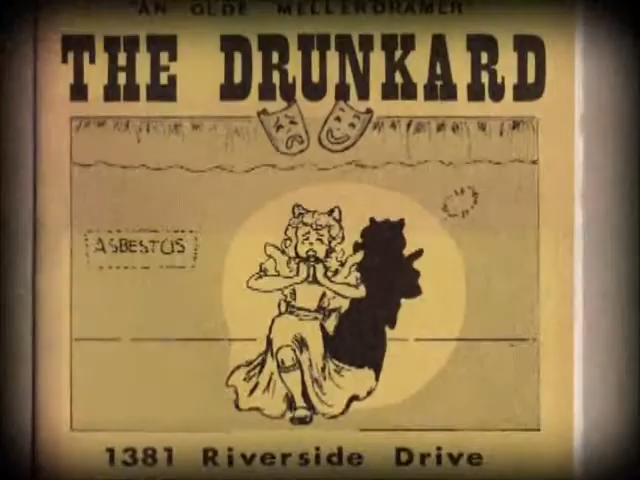 "AN OLDE MELLERDRAMER"
THE DRUNKARD
ASBESTOS
1381 Riverside Drive